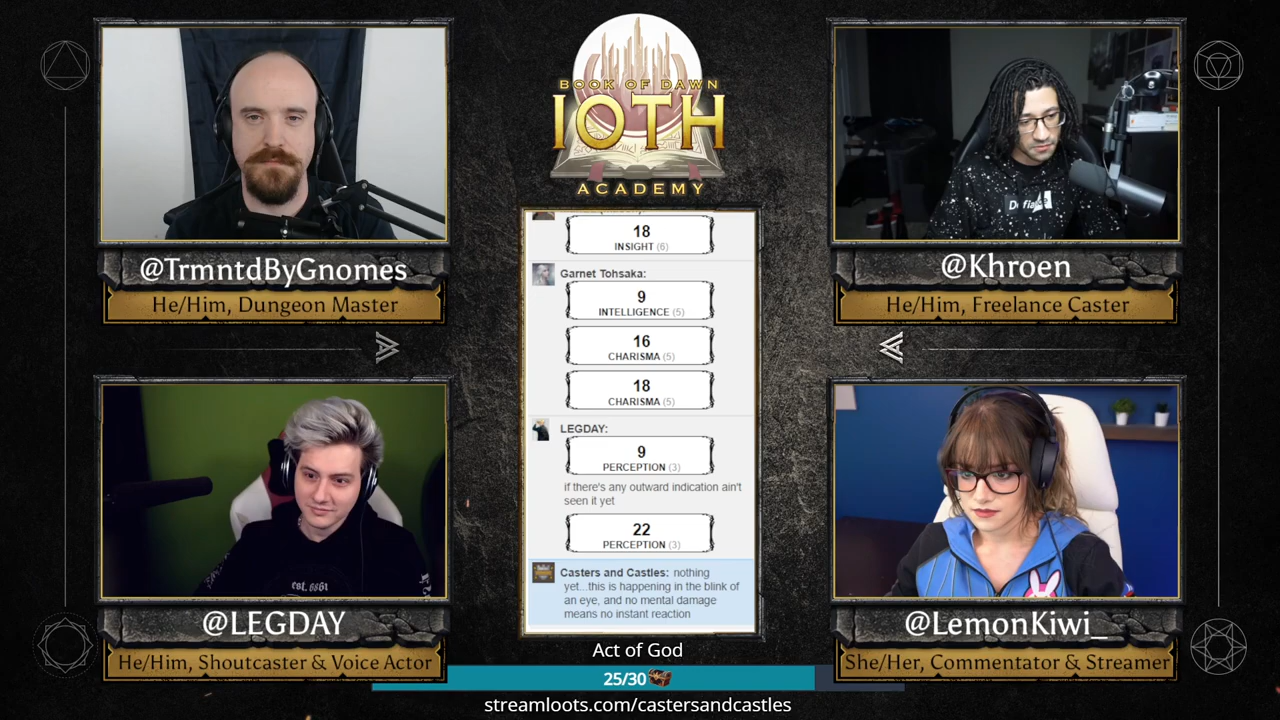 BOOK OF DAWN
IOTH
ACADEMY
@TrmntdByGnomes
He/Him, Dungeon Master
@Khroen
He/Him, Freelance Caster
18
INSIGHT (6)
Garnet Tohsaka:
9
INTELLIGENCE (5)
16
CHARISMA (5)
18
CHARISMA (5)
LEGDAY:
9
PERCEPTION (3)
if there's any outward indication ain't
seen it yet
22
PERCEPTION (3)
Casters and Castles: nothing
yet...this is happening in the blink of
an eye, and no mental damage
means no instant reaction
est.
@LEGDAY
He/Him, Shoutcaster & Voice Actor
@LemonKiwi_
She/Her, Commentator & Streamer
Act of God
25/30
streamloots.com/castersandcastles